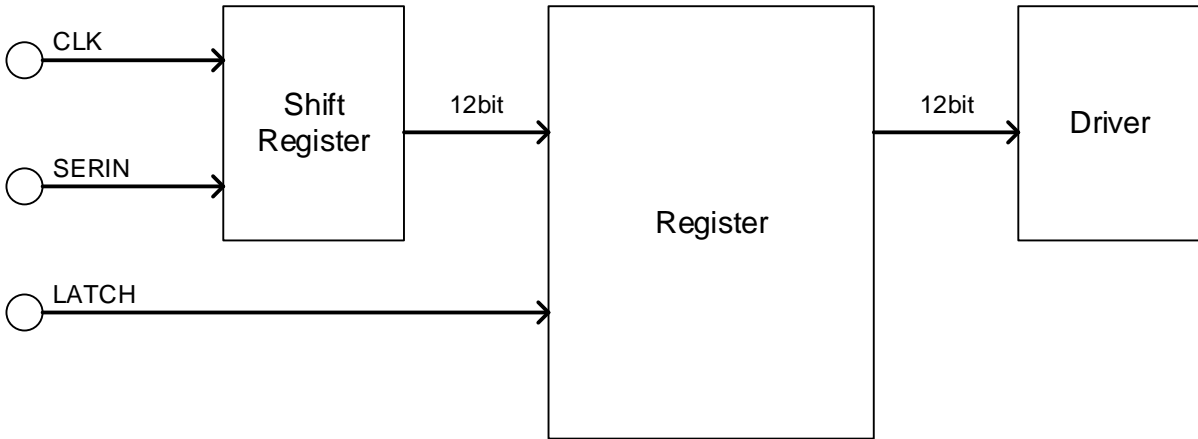 CLK
Shift
Register
12bit
12bit
Driver
SERIN
Register
LATCH